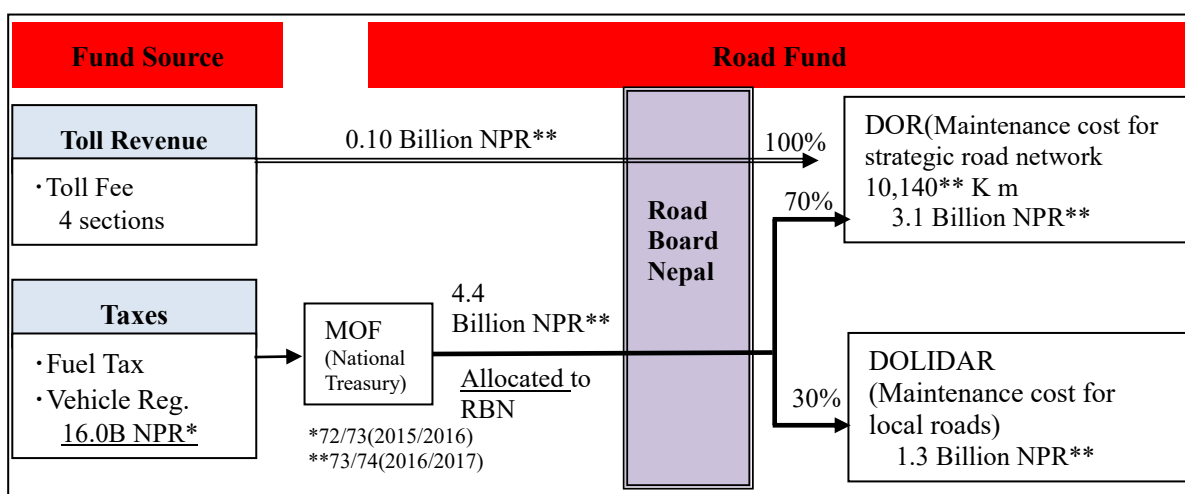 Fund Source
Road Fund
Toll Revenue
・Toll Fee
4 sections
0.10 Billion NPR**
Road
Board
Nepal
100%
DOR(Maintenance cost for
strategic road network
10,140** K m
3.1 Billion NPR**
70%
Taxes
・Fuel Tax
・Vehicle Reg.
16.0B NPR*
MOF
(National
Treasury)
4.4
Billion NPR**
Allocated to
RBN
*72/73(2015/2016)
**73/74(2016/2017)
30%
DOLIDAR
(Maintenance cost for
local roads)
1.3 Billion NPR**